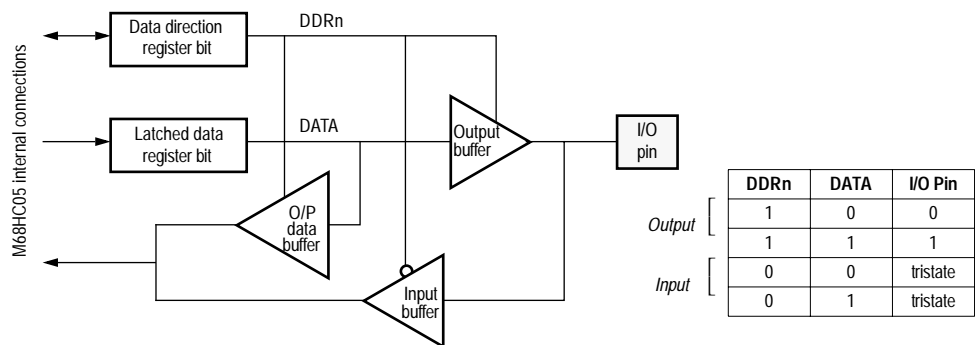 M68HC05 internal connections
Data direction
register bit
DDRn
Latched data
register bit
DATA
Output
buffer
I/O
pin
O/P
data
buffer
Input
buffer
DDRn DATA I/O Pin
Output
1 0 0
1 1 1
Input
0 0 tristate
0 1 tristate